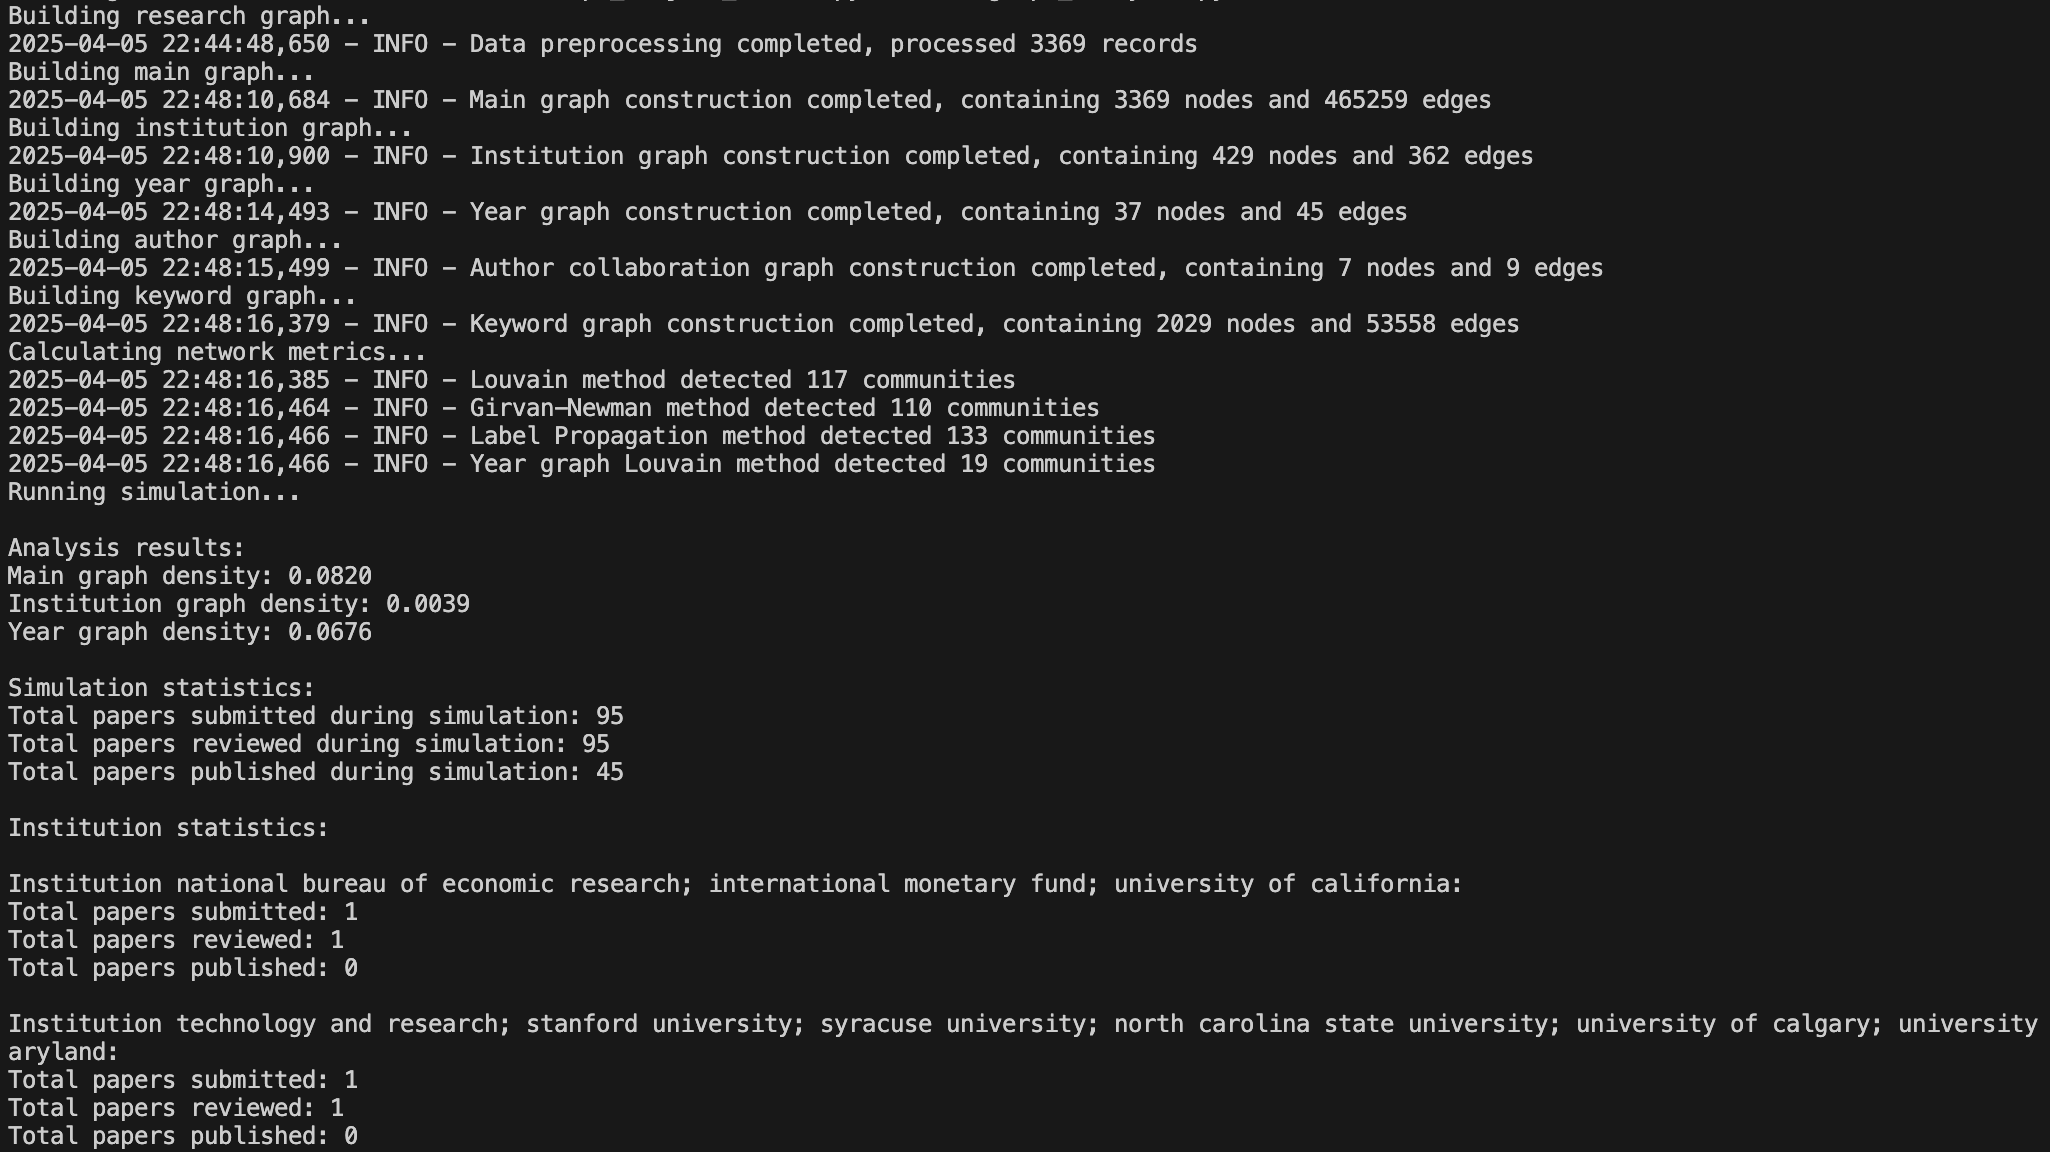 Building research graph...
2025-04-05 22:44:48,650 - INFO - Data preprocessing completed, processed 3369 records
Building main graph...
2025-04-05 22:48:10,684 - INFO - Main graph construction completed, containing 3369 nodes and 465259 edges
Building institution graph...
2025-04-05 22:48:10,900 - INFO - Institution graph construction completed, containing 429 nodes and 362 edges
Building year graph...
2025-04-05 22:48:14,493 - INFO - Year graph construction completed, containing 37 nodes and 45 edges
Building author graph...
2025-04-05 22:48:15,499 - INFO - Author collaboration graph construction completed, containing 7 nodes and 9 edges
Building keyword graph...
2025-04-05 22:48:16,379 - INFO - Keyword graph construction completed, containing 2029 nodes and 53558 edges
Calculating network metrics...
2025-04-05 22:48:16,385 - INFO - Louvain method detected 117 communities
2025-04-05 22:48:16,464 - INFO - Girvan-Newman method detected 110 communities
2025-04-05 22:48:16,466 - INFO - Label Propagation method detected 133 communities
2025-04-05 22:48:16,466 - INFO - Year graph Louvain method detected 19 communities
Running simulation...
Analysis results:
Main graph density: 0.0820
Institution graph density: 0.0039
Year graph density: 0.0676
Simulation statistics:
Total papers submitted during simulation: 95
Total papers reviewed during simulation: 95
Total papers published during simulation: 45
Institution statistics:
Institution national bureau of economic research; international monetary fund; university of california:
Total papers submitted: 1
Total papers reviewed: 1
Total papers published: 0
Institution technology and research; stanford university; syracuse university; north carolina state university; university of calgary; university
aryland:
Total papers submitted: 1
Total papers reviewed: 1
Total papers published: 0